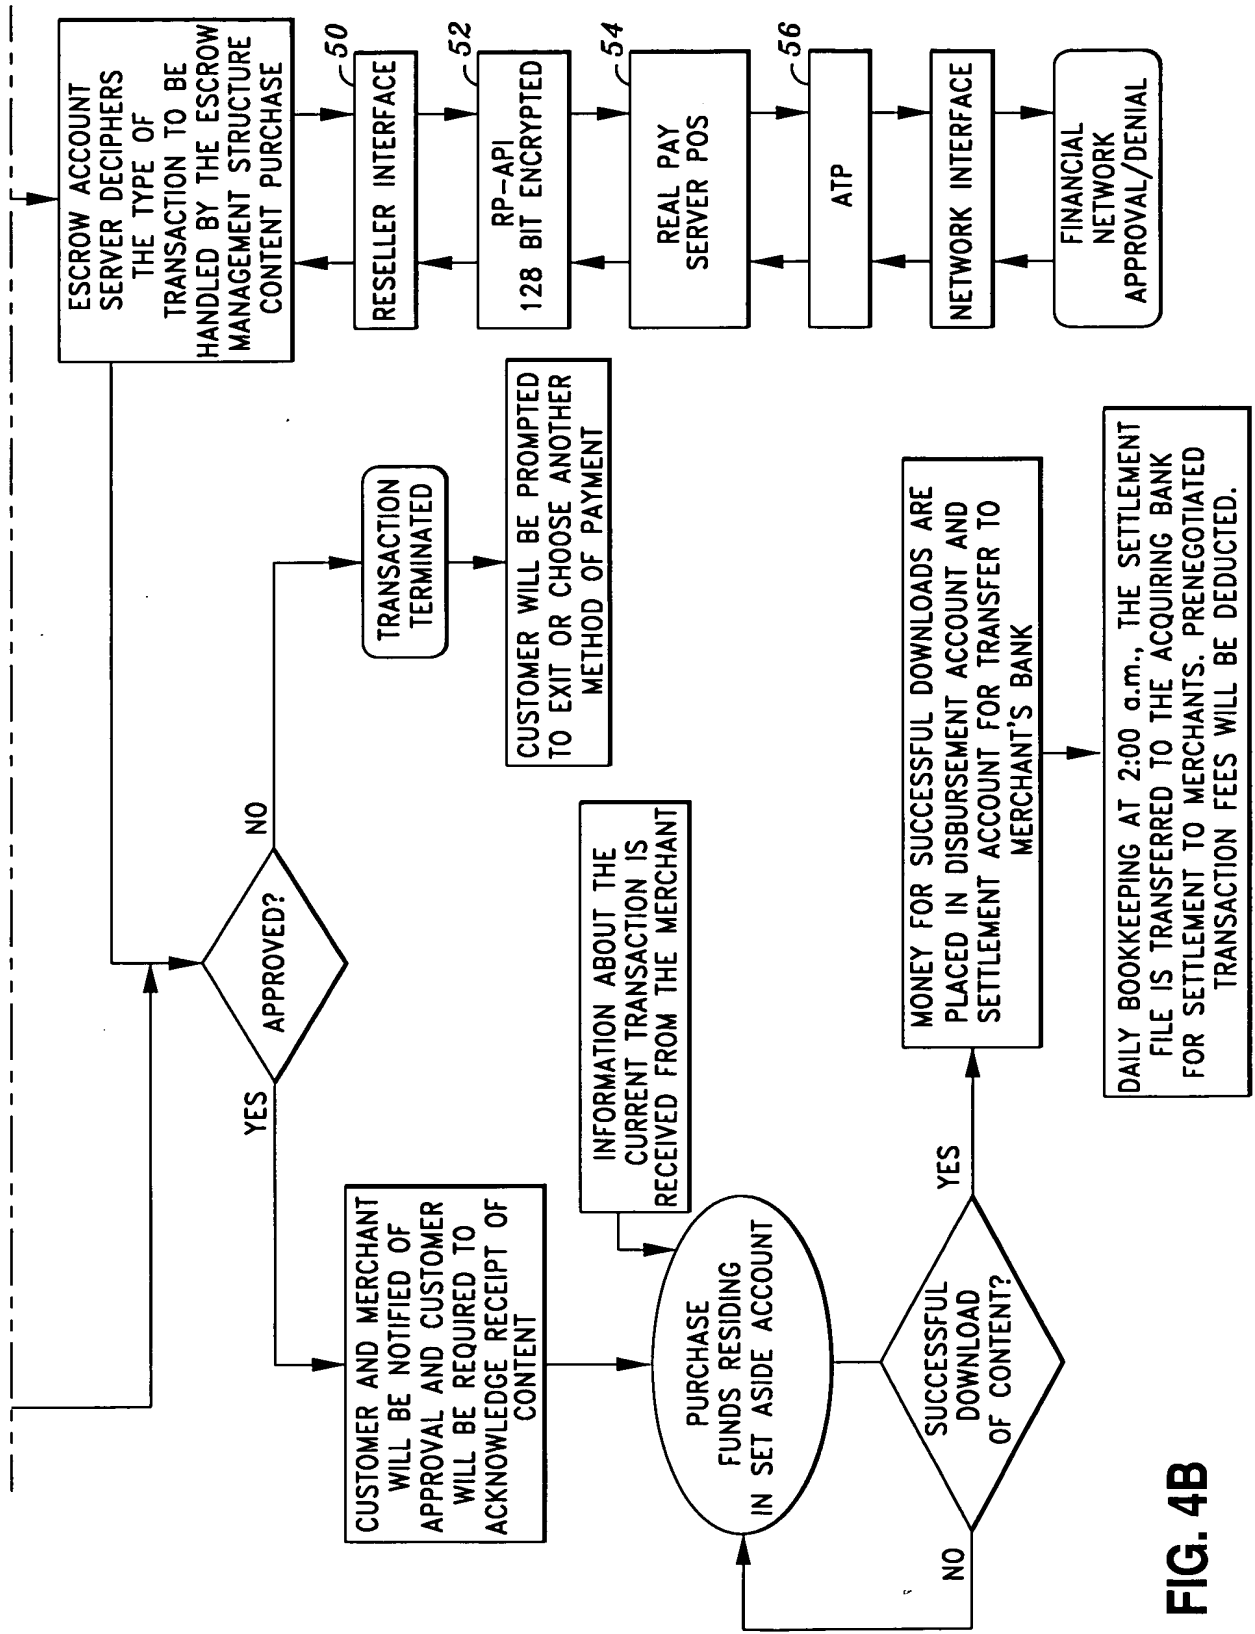 ESCROW ACCOUNT
SERVER DECIPHERS
THE TYPE OF
TRANSACTION TO BE
HANDLED BY THE ESCROW
MANAGEMENT STRUCTURE
CONTENT PURCHASE
50
RESELLER INTERFACE
52
RP-API
128 BIT ENCRYPTED
54
REAL PAY
SERVER POS
56
ATP
NETWORK INTERFACE
FINANCIAL
NETWORK
APPROVAL/DENIAL
APPROVED?
NO
TRANSACTION
TERMINATED
CUSTOMER WILL BE PROMPTED
TO EXIT OR CHOOSE ANOTHER
METHOD OF PAYMENT
YES
CUSTOMER AND MERCHANT
WILL BE NOTIFIED OF
APPROVAL AND CUSTOMER
WILL BE REQUIRED TO
ACKNOWLEDGE RECEIPT OF
CONTENT
INFORMATION ABOUT THE
CURRENT TRANSACTION IS
RECEIVED FROM THE MERCHANT
PURCHASE
FUNDS RESIDING
IN SET ASIDE ACCOUNT
SUCCESSFUL
DOWNLOAD
OF CONTENT?
NO
YES
MONEY FOR SUCCESSFUL DOWNLOADS ARE
PLACED IN DISBURSEMENT ACCOUNT AND
SETTLEMENT ACCOUNT FOR TRANSFER TO
MERCHANT'S BANK
DAILY BOOKKEEPING AT 2:00 a.m., THE SETTLEMENT
FILE IS TRANSFERRED TO THE ACQUIRING BANK
FOR SETTLEMENT TO MERCHANTS. PRENEGOTIATED
TRANSACTION FEES WILL BE DEDUCTED.
FIG. 4B